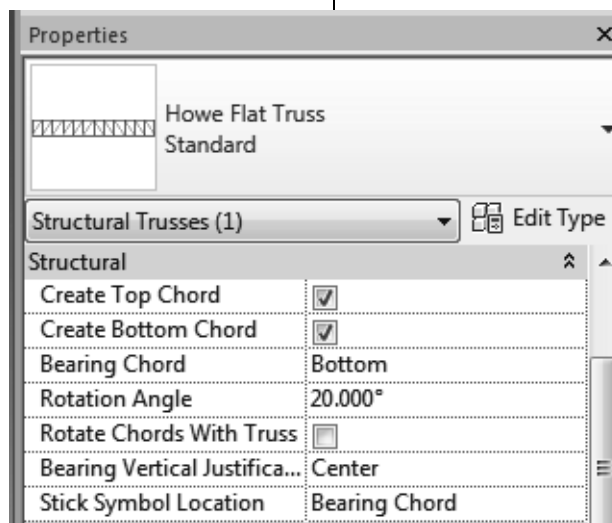 Properties
Howe Flat Truss
Standard
Structural Trusses (1)
Edit Type
Structural
Create Top Chord
Create Bottom Chord
Bearing Chord Bottom
Rotation Angle 20.000°
Rotate Chords With Truss
Bearing Vertical Justifica... Center
Stick Symbol Location Bearing Chord